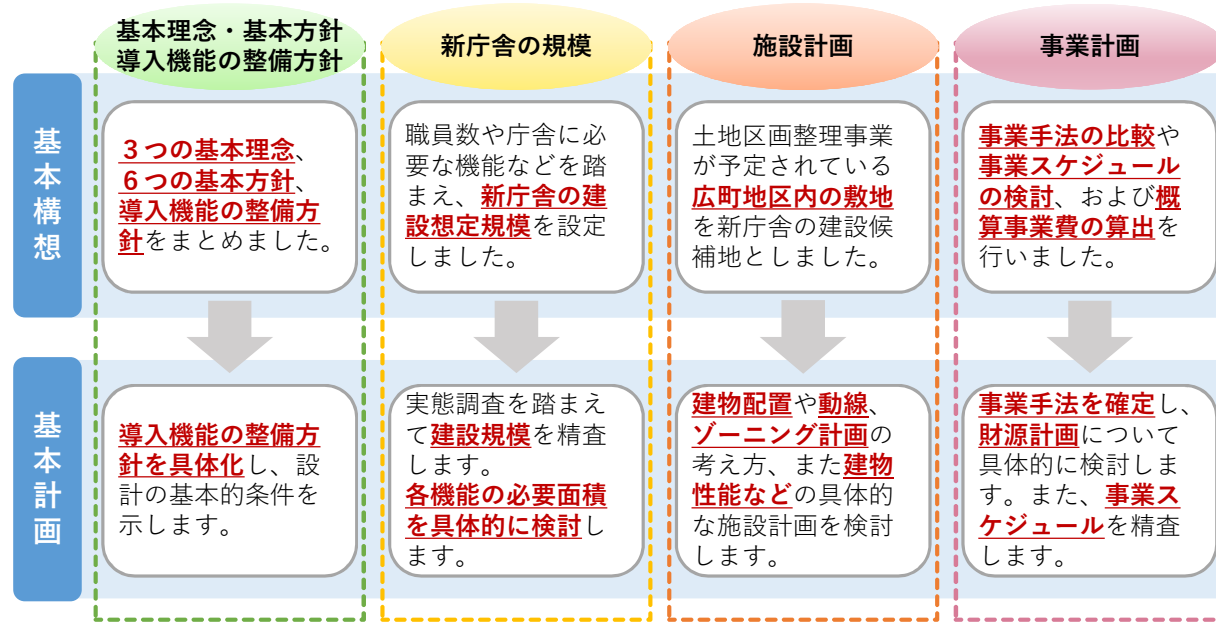 基本理念・基本方針
導入機能の整備方針
新庁舎の規模
施設計画
事業計画
基本構想
３つの基本理念、
６つの基本方針、
導入機能の整備方
針をまとめました。
職員数や庁舎に必
要な機能などを踏
まえ、新庁舎の建
設想定規模を設定
しました。
土地区画整理事業
が予定されている
広町地区内の敷地
を新庁舎の建設候
補地としました。
事業手法の比較や
事業スケジュール
の検討、および概
算事業費の算出を
行いました。
基本計画
導入機能の整備方
針を具体化し、設
計の基本的条件を
示します。
実態調査を踏まえ
て建設規模を精査
します。
各機能の必要面積
を具体的に検討し
ます。
建物配置や動線、
ゾーニング計画の
考え方、また建物
性能などの具体的
な施設計画を検討
します。
事業手法を確定し、
財源計画について
具体的に検討しま
す。また、事業ス
ケジュールを精査
します。